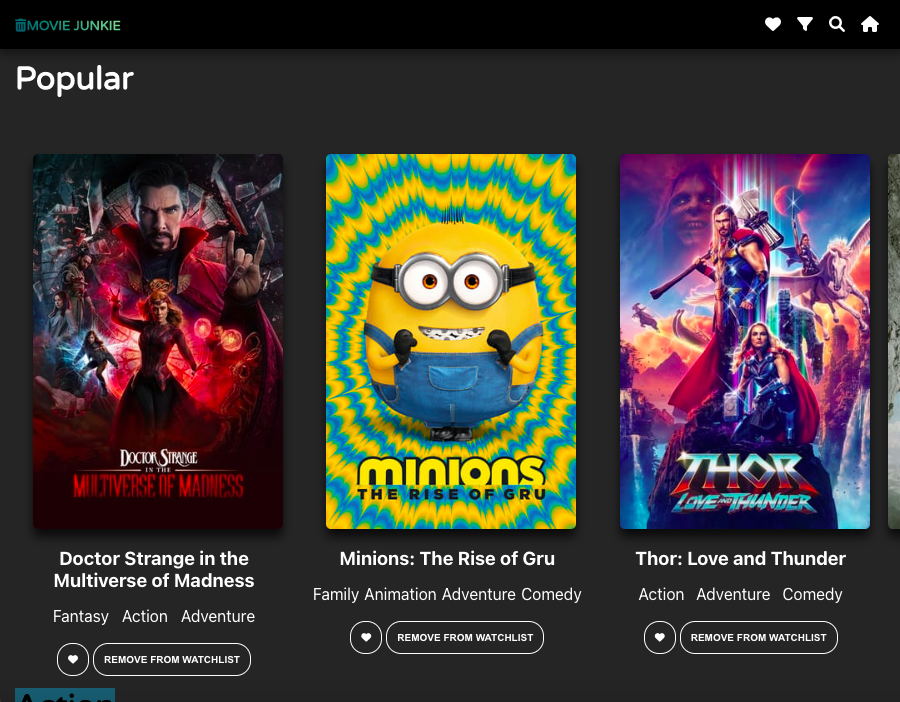 MOVIE JUNKIE
Popular
DOCTOR STRANGE
IN THE
MULTIVERSE OF MADNESS
minions
THE RISE OF GRU
THOR
LOVE AND THUNDER
Doctor Strange in the
Multiverse of Madness
Minions: The Rise of Gru
Thor: Love and Thunder
Fantasy Action Adventure
Family Animation Adventure Comedy
Action Adventure Comedy
REMOVE FROM WATCHLIST
REMOVE FROM WATCHLIST
REMOVE FROM WATCHLIST
Action